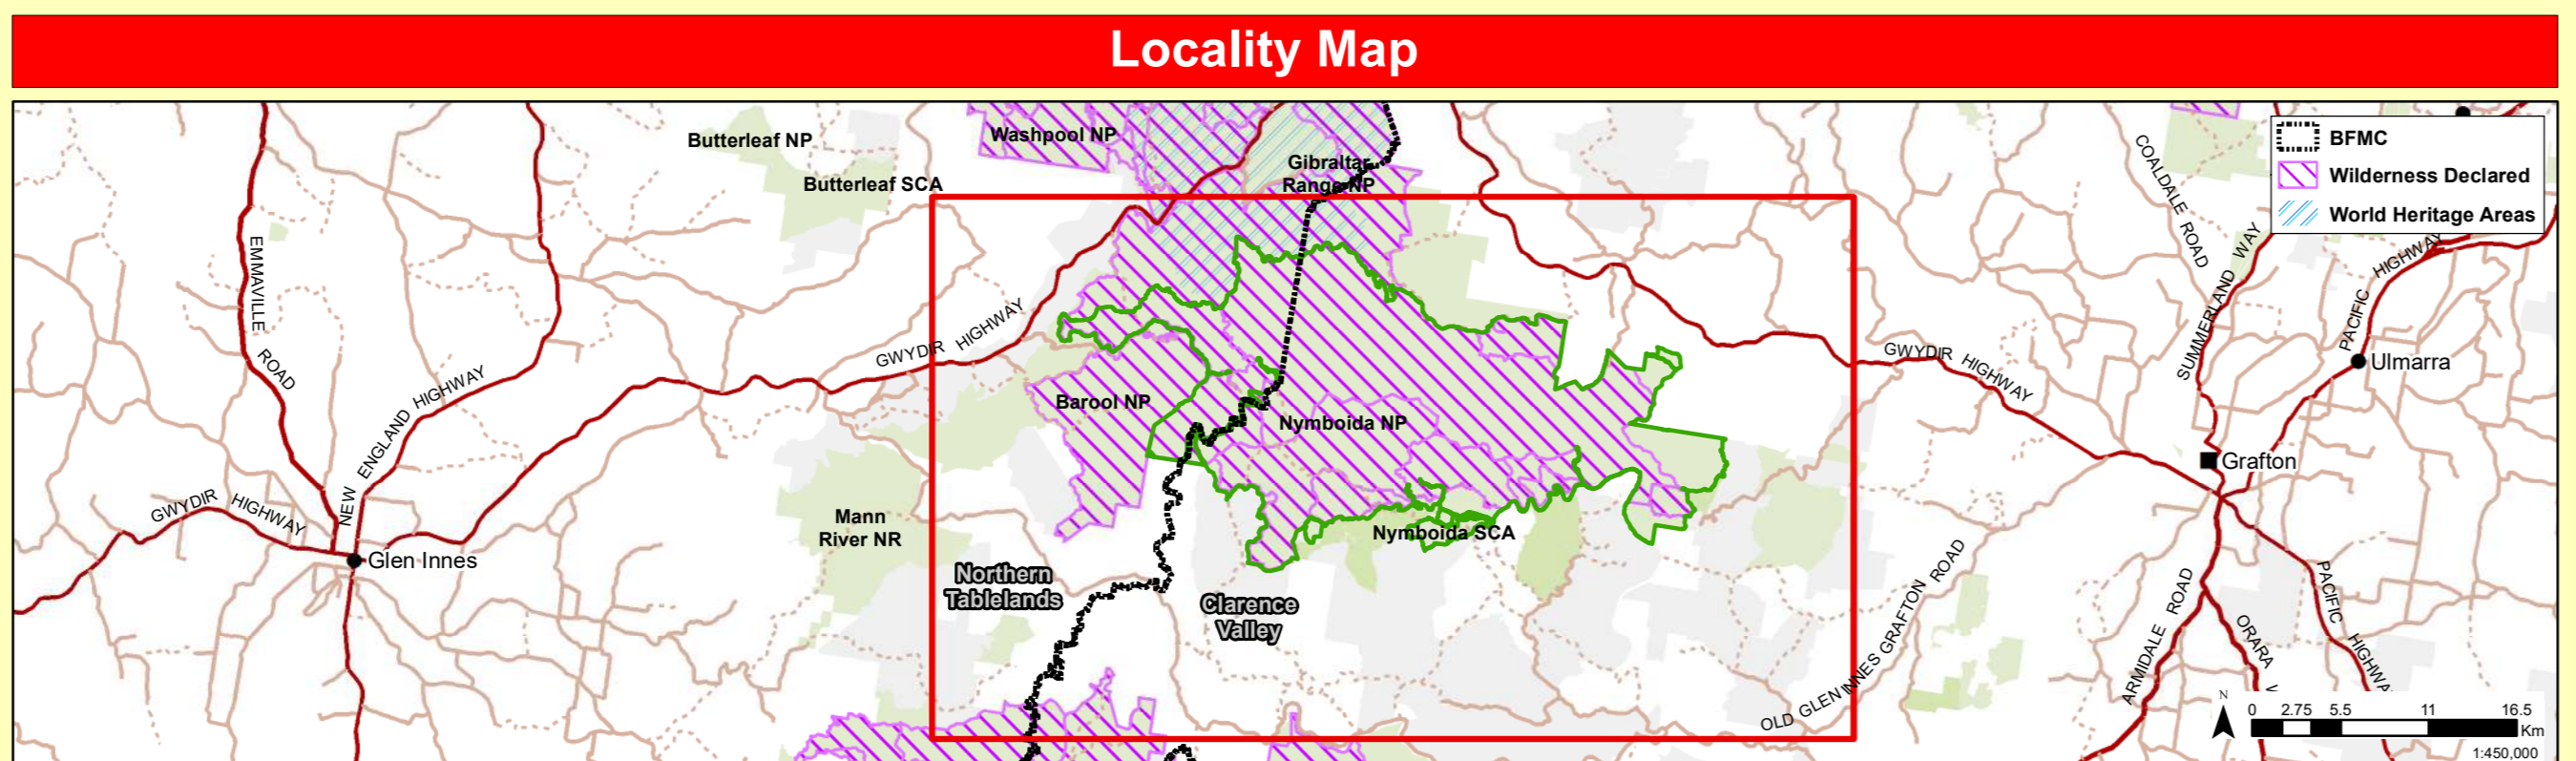 Locality Map
Butterleaf NP
Butterleaf SCA
Washpool NP
Gibraltar
Range NP
BFMC
Wilderness Declared
World Heritage Areas
COALDALE ROAD
SUMMERLAND WAY
PACIFIC HIGHWAY
EMMAVILLE ROAD
NEW ENGLAND HIGHWAY
GWYDIR HIGHWAY
GWYDIR HIGHWAY
Ulmarra
Barool NP
Nymboida NP
Grafton
GWYDIR HIGHWAY
Glen Innes
Mann
River NR
Nymboida SCA
Northern
Tablelands
Clarence
Valley
OLD GLEN INNES GRAFTON ROAD
ARMIDALE ROAD
ORARA W
PACIFIC HIGHWA
N
0 2.75 5.5 11 16.5
Km
1:450,000